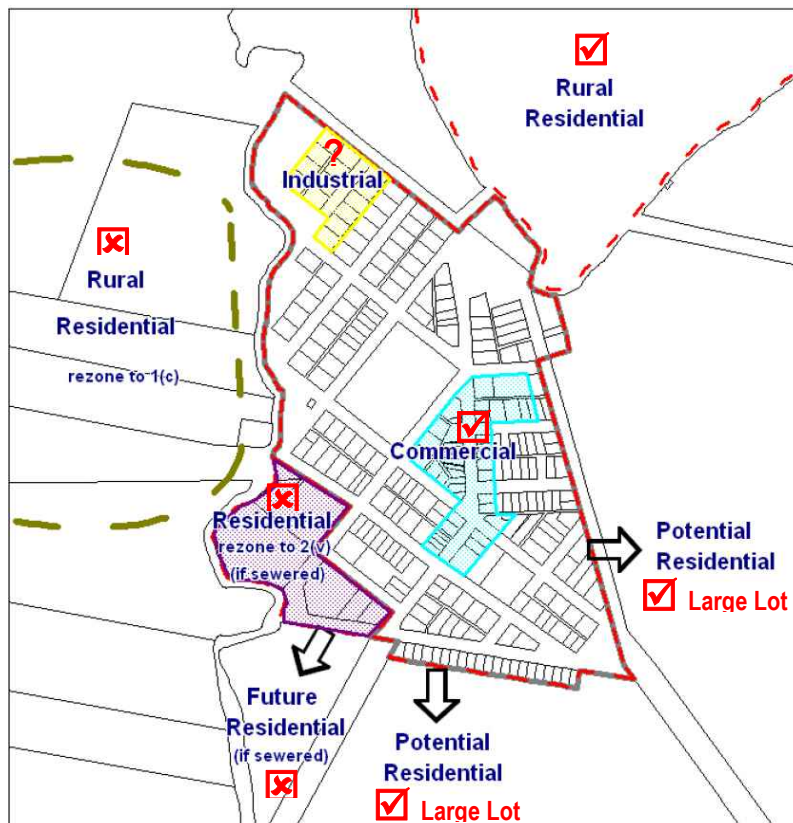 Rural
Residential
?
Industrial
Rural
Residential
rezone to 1(c)
Commercial
Residential
rezone to 2(v)
(if sewered)
Potential
Residential
Large Lot
Future
Residential
(if sewered)
Potential
Residential
Large Lot